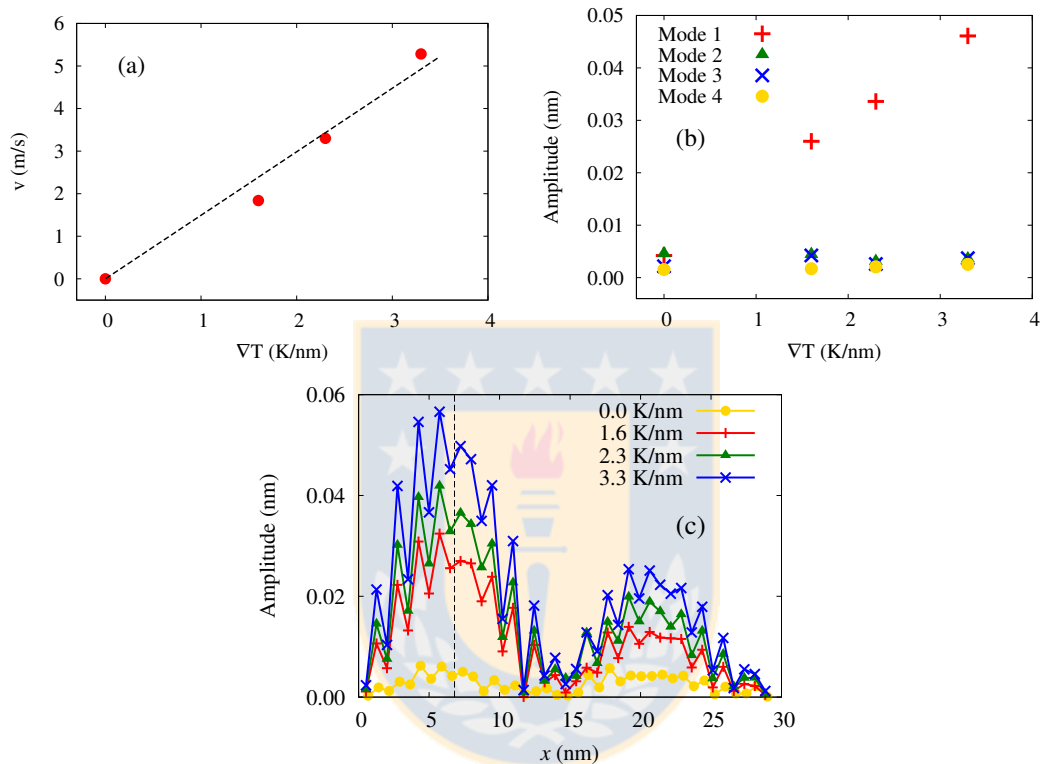 6
5
4
3
2
1
0
0 1 2 3 4
v (m/s)
∇T (K/nm)
(a)
0.05
0.04
0.03
0.02
0.01
0.00
0 1 2 3 4
Amplitude (nm)
∇T (K/nm)
Mode 1
Mode 2
Mode 3
Mode 4
(b)
0.06
0.04
0.02
0.00
0 5 10 15 20 25 30
Amplitude (nm)
x (nm)
0.0 K/nm
1.6 K/nm
2.3 K/nm
3.3 K/nm
(c)